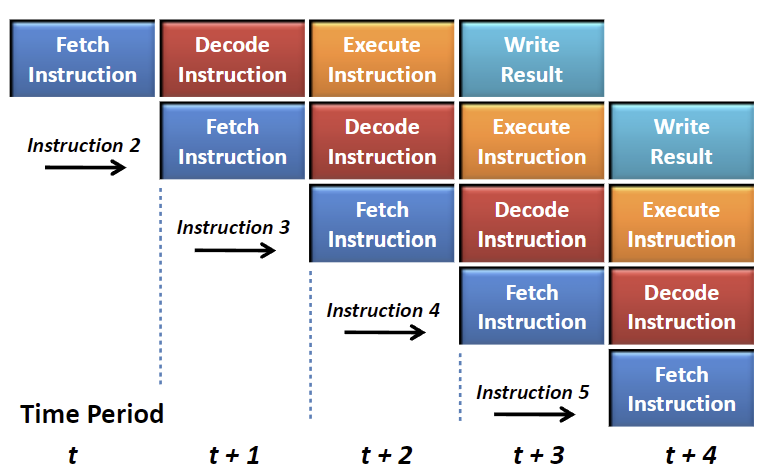 Fetch Instruction
Decode Instruction
Execute Instruction
Write Result
Instruction 2
Fetch Instruction
Decode Instruction
Execute Instruction
Write Result
Instruction 3
Fetch Instruction
Decode Instruction
Execute Instruction
Instruction 4
Fetch Instruction
Decode Instruction
Instruction 5
Fetch Instruction
Time Period
t
t + 1
t + 2
t + 3
t + 4